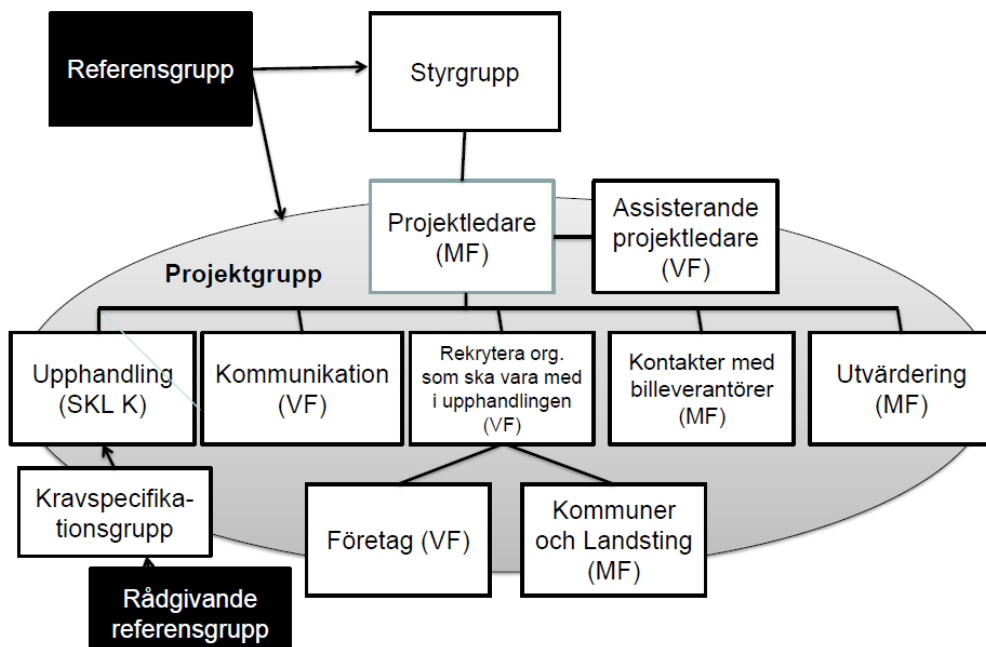 Referensgrupp
Styrgrupp
Projektledare
(MF)
Assisterande
projektledare
(VF)
Projektgrupp
Upphandling
(SKL K)
Kommunikation
(VF)
Rekrytera org.
som ska vara med
i upphandlingen
(VF)
Kontakter med
billeverantörer
(MF)
Utvärdering
(MF)
Kravspecifika-
tionsgrupp
Företag (VF)
Kommuner
och Landsting
(MF)
Rådgivande
referensgrupp